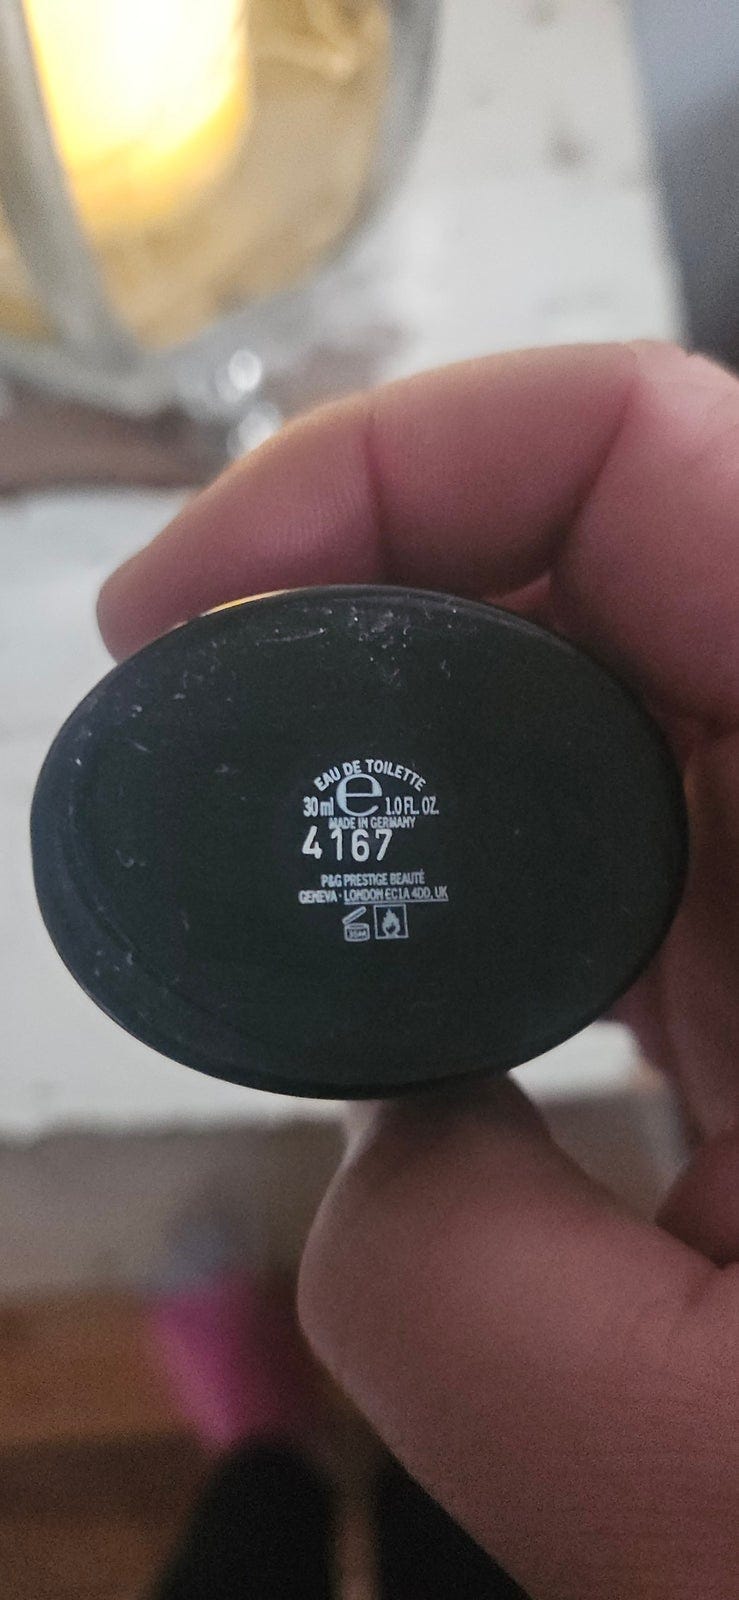 EAU DE TOILETTE
30 ml e 1.0 FL. OZ.
MADE IN GERMANY
4167
P&G PRESTIGE BEAUTÉ
GENEVA · LONDON EC1A 4DD, UK